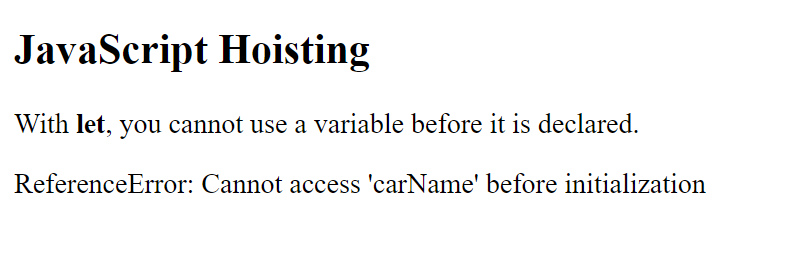 JavaScript Hoisting
With let, you cannot use a variable before it is declared.
ReferenceError: Cannot access 'carName' before initialization